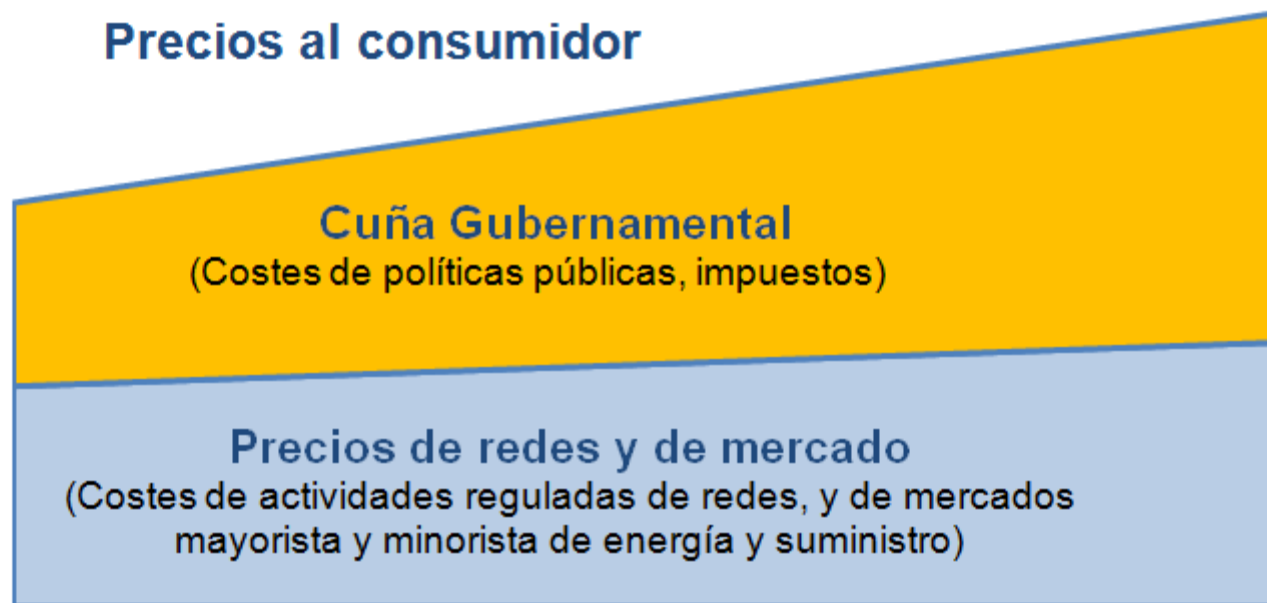 Precios al consumidor
Cuña Gubernamental
(Costes de políticas públicas, impuestos)
Precios de redes y de mercado
(Costes de actividades reguladas de redes, y de mercados
mayorista y minorista de energía y suministro)